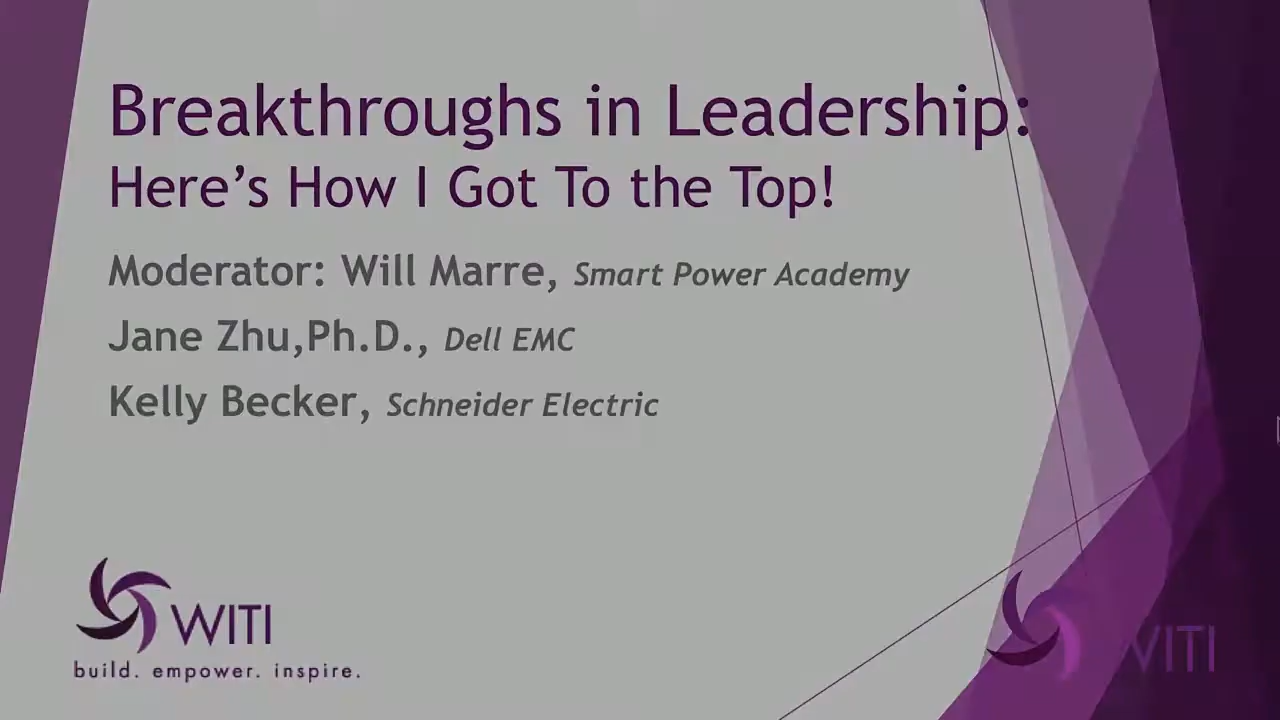 Breakthroughs in Leadership:
Here's How I Got To the Top!
Moderator: Will Marre, Smart Power Academy
Jane Zhu,Ph.D., Dell EMC
Kelly Becker, Schneider Electric
WITI
build. empower. inspire.
WITI